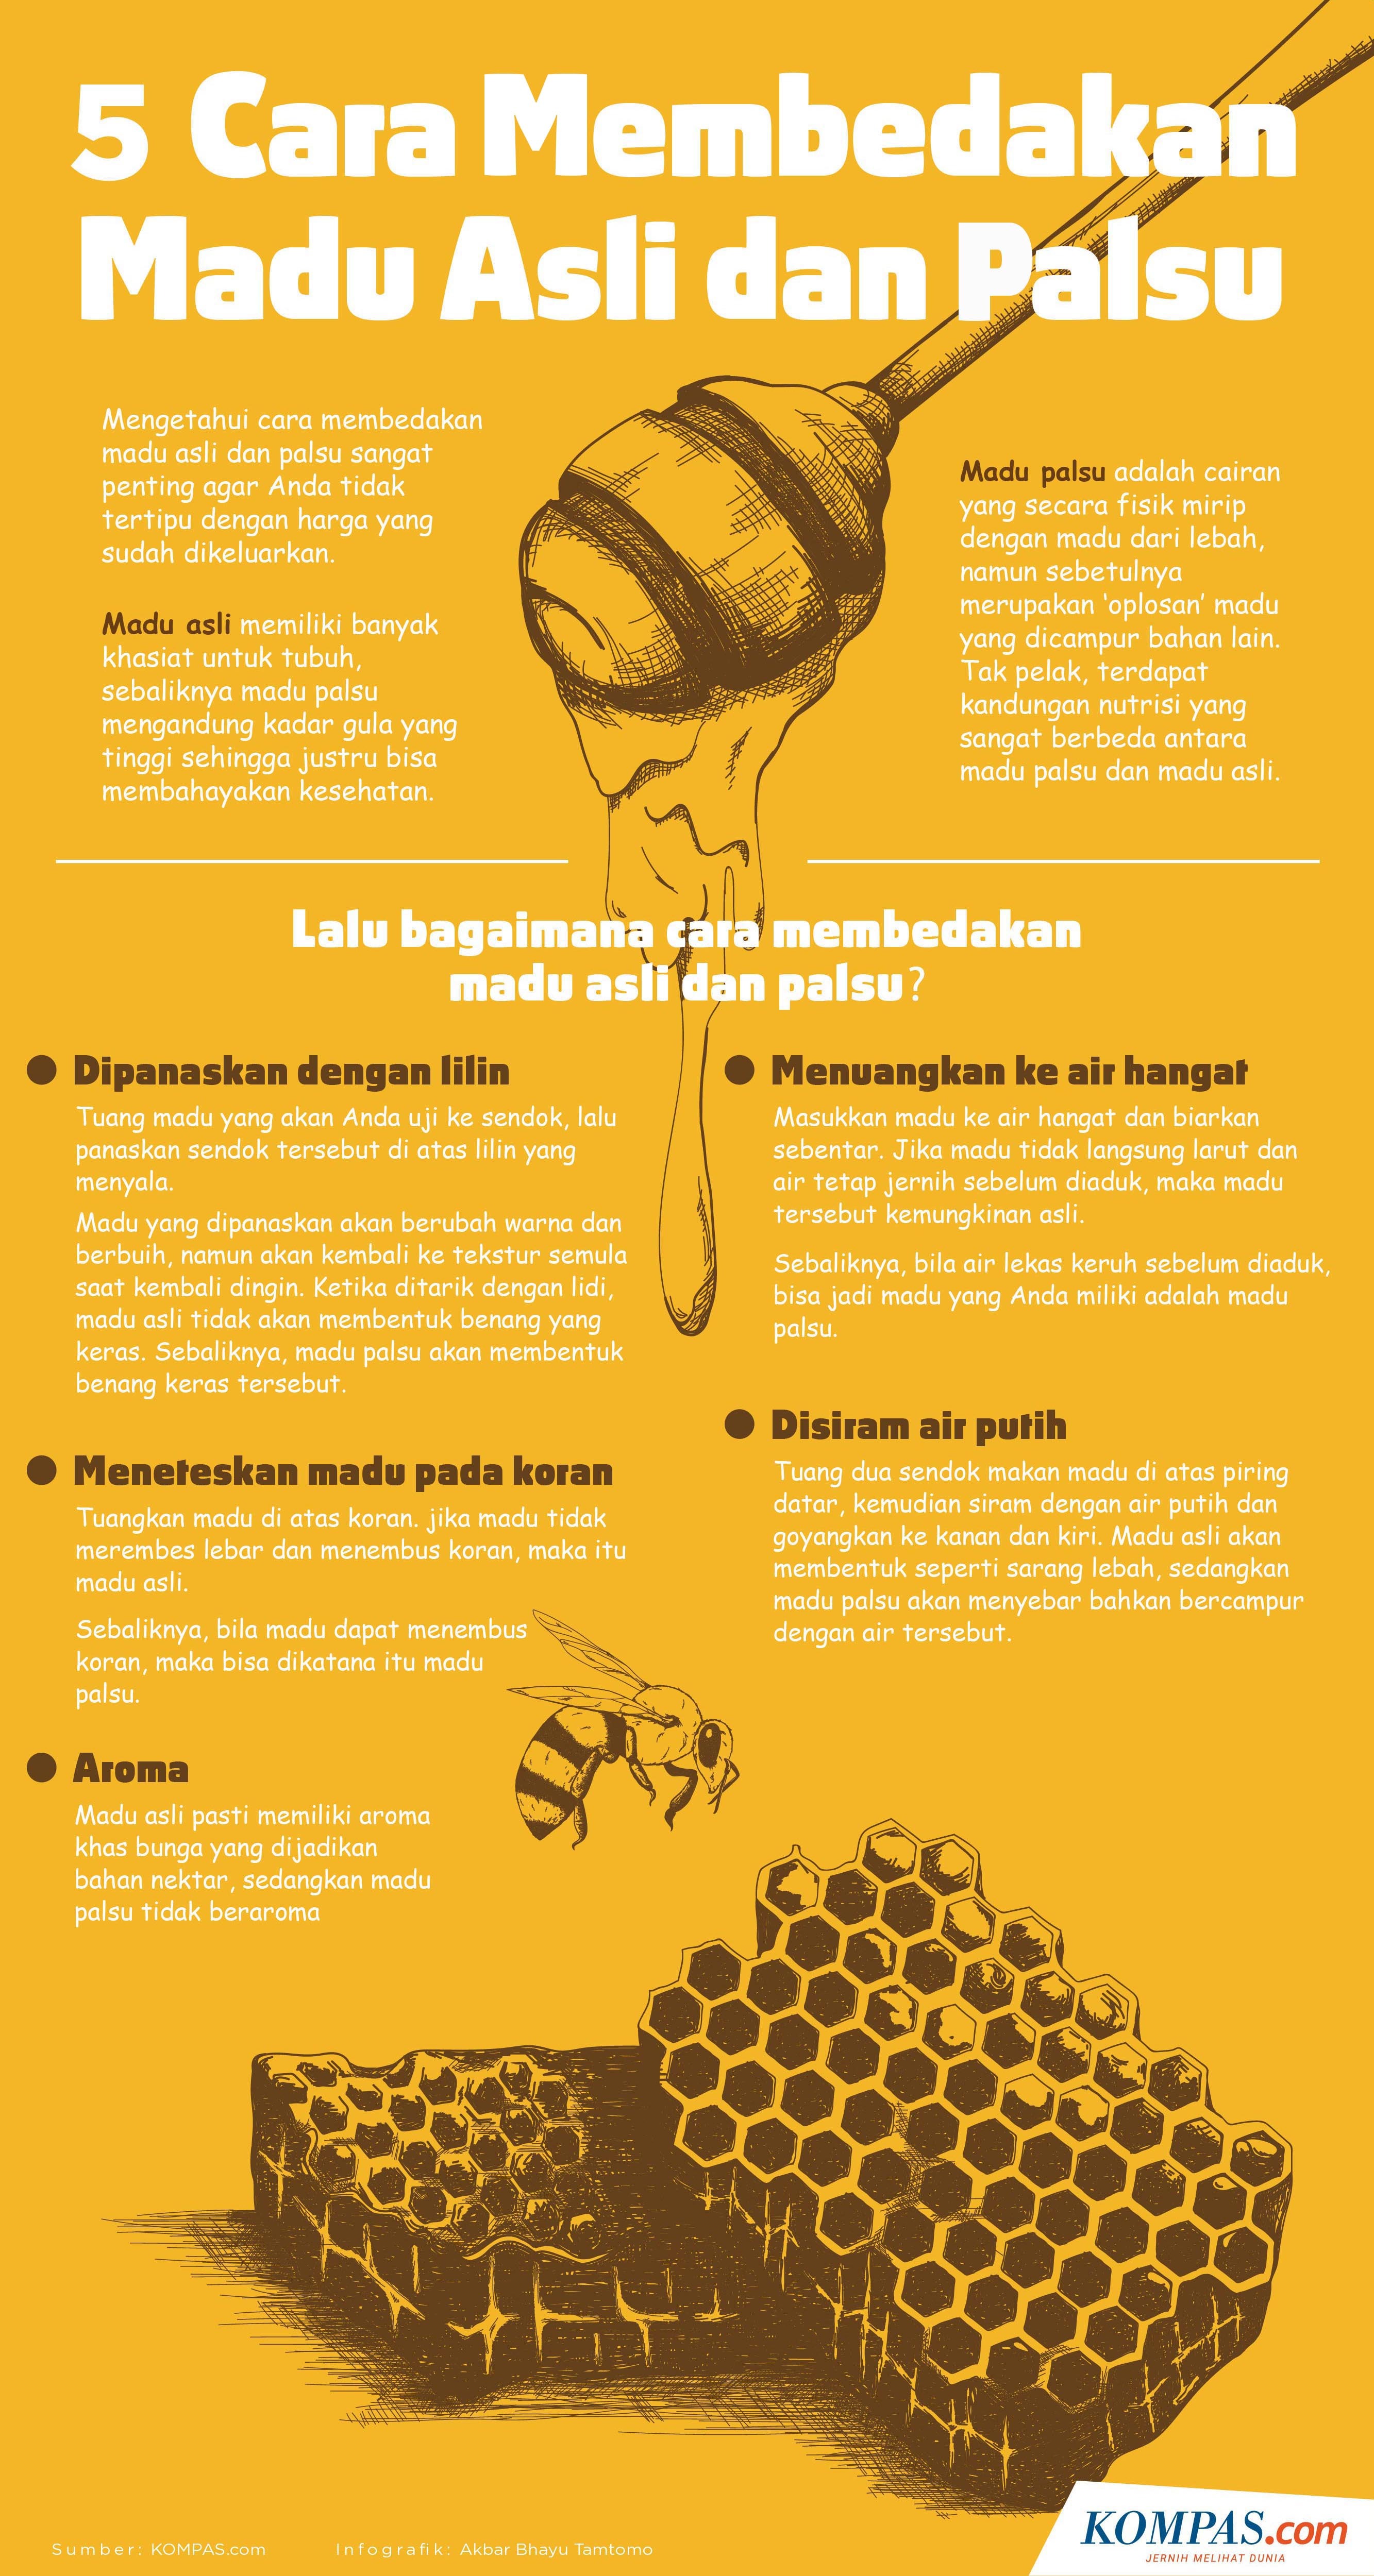 5 Cara Membedakan
Madu Asli dan Palsu
Mengetahui cara membedakan
madu asli dan palsu sangat
penting agar Anda tidak
tertipu dengan harga yang
sudah dikeluarkan.
Madu asli memiliki banyak
khasiat untuk tubuh,
sebaliknya madu palsu
mengandung kadar gula yang
tinggi sehingga justru bisa
membahayakan kesehatan.
Madu palsu adalah cairan
yang secara fisik mirip
dengan madu dari lebah,
namun sebetulnya
merupakan ‘oplosan’ madu
yang dicampur bahan lain.
Tak pelak, terdapat
kandungan nutrisi yang
sangat berbeda antara
madu palsu dan madu asli.
Lalu bagaimana cara membedakan
madu asli dan palsu?
Dipanaskan dengan lilin
Tuang madu yang akan Anda uji ke sendok, lalu
panaskan sendok tersebut di atas lilin yang
menyala.
Madu yang dipanaskan akan berubah warna dan
berbuih, namun akan kembali ke tekstur semula
saat kembali dingin. Ketika ditarik dengan lidi,
madu asli tidak akan membentuk benang yang
keras. Sebaliknya, madu palsu akan membentuk
benang keras tersebut.
Meneteskan madu pada koran
Tuangkan madu di atas koran. jika madu tidak
merembes lebar dan menembus koran, maka itu
madu asli.
Sebaliknya, bila madu dapat menembus
koran, maka bisa dikatana itu madu
palsu.
Aroma
Madu asli pasti memiliki aroma
khas bunga yang dijadikan
bahan nektar, sedangkan madu
palsu tidak beraroma
Menuangkan ke air hangat
Masukkan madu ke air hangat dan biarkan
sebentar. Jika madu tidak langsung larut dan
air tetap jernih sebelum diaduk, maka madu
tersebut kemungkinan asli.
Sebaliknya, bila air lekas keruh sebelum diaduk,
bisa jadi madu yang Anda miliki adalah madu
palsu.
Disiram air putih
Tuang dua sendok makan madu di atas piring
datar, kemudian siram dengan air putih dan
goyangkan ke kanan dan kiri. Madu asli akan
membentuk seperti sarang lebah, sedangkan
madu palsu akan menyebar bahkan bercampur
dengan air tersebut.
Sumber: KOMPAS.com
Infografik: Akbar Bhayu Tamtomo
KOMPAS.com
JERNIH MELIHAT DUNIA